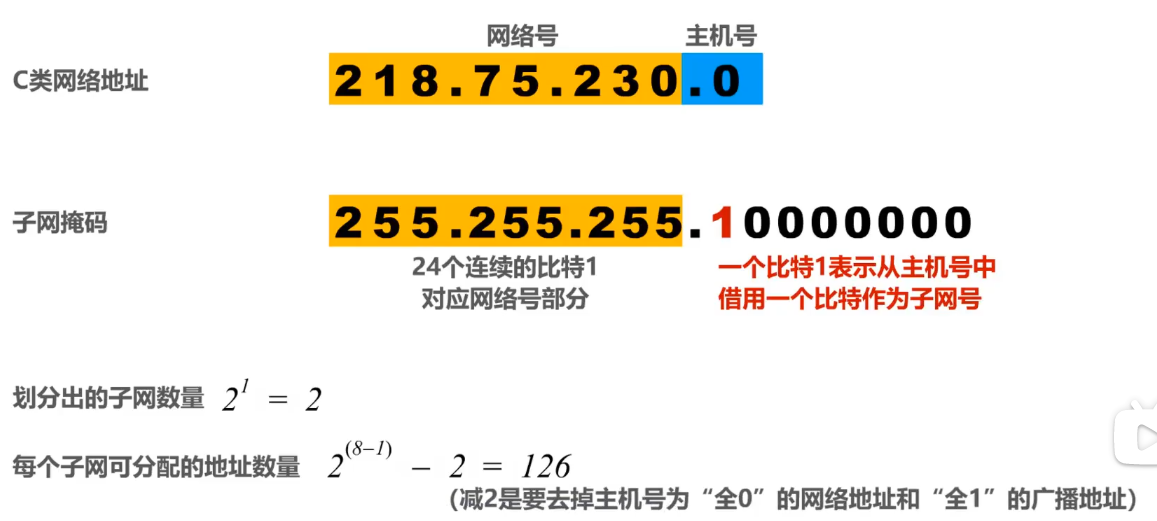 网络号 主机号
C类网络地址 218.75.230.0
子网掩码 255.255.255.10000000
24个连续的比特1 一个比特1表示从主机号中
对应网络号部分 借用一个比特作为子网号
划分出的子网数量 2^1 = 2
每个子网可分配的地址数量 2^(8-1) - 2 = 126
(减2是要去掉主机号为“全0”的网络地址和“全1”的广播地址)